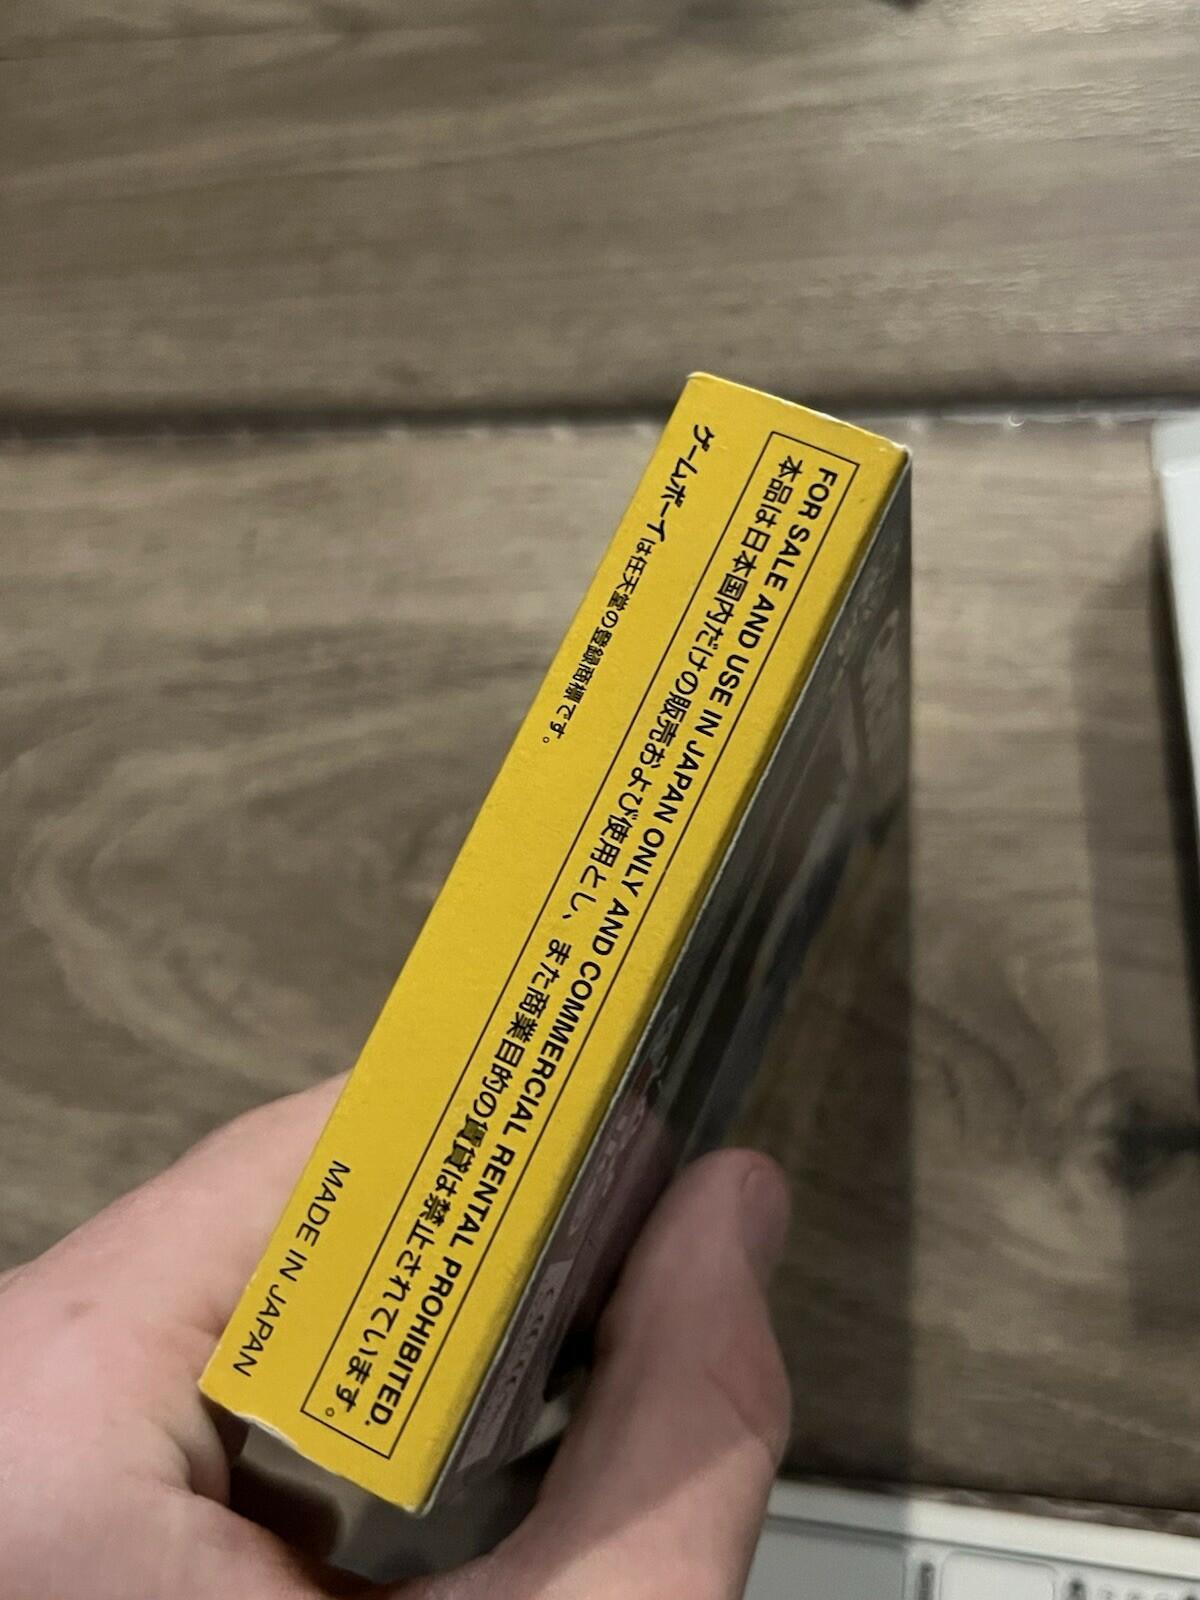 FOR SALE AND USE IN JAPAN ONLY AND COMMERCIAL RENTAL PROHIBITED.
本品は日本国内だけの販売および使用とし、また商業目的の賃貸は禁止されています。
ゲームボーイは任天堂の登録商標です。
MADE IN JAPAN